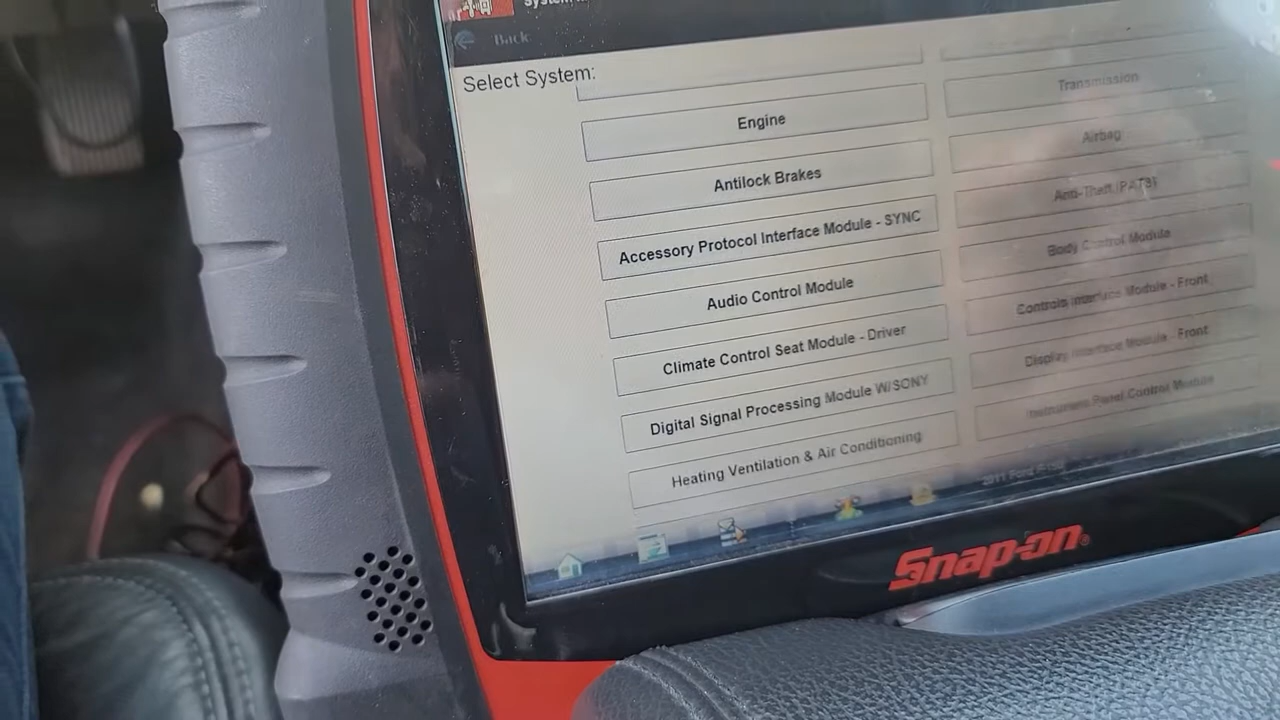 Back
Select System:
Engine
Transmission
Antilock Brakes
Airbag
Accessory Protocol Interface Module - SYNC
Anti-Theft (PATS)
Audio Control Module
Body Control Module
Climate Control Seat Module - Driver
Controls Interface Module - Front
Digital Signal Processing Module W/SONY
Display Interface Module - Front
Heating Ventilation & Air Conditioning
Instrument Panel Control Module
2011 Ford
Snap-on